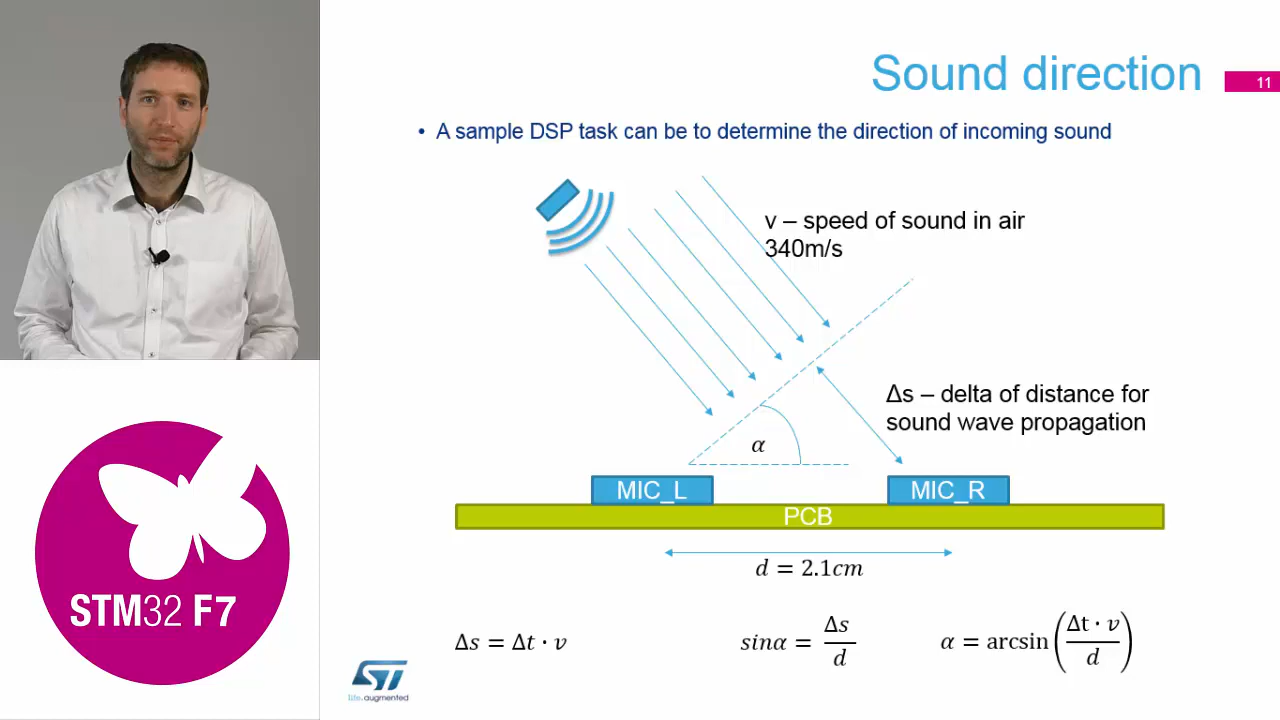 Sound direction
11
• A sample DSP task can be to determine the direction of incoming sound
v – speed of sound in air
340m/s
Δs – delta of distance for
sound wave propagation
α
MIC_L
MIC_R
PCB
d = 2.1cm
Δs = Δt · v
sinα = Δs/d
α = arcsin(Δt · v/d)
STM32 F7
ST
life.augmented